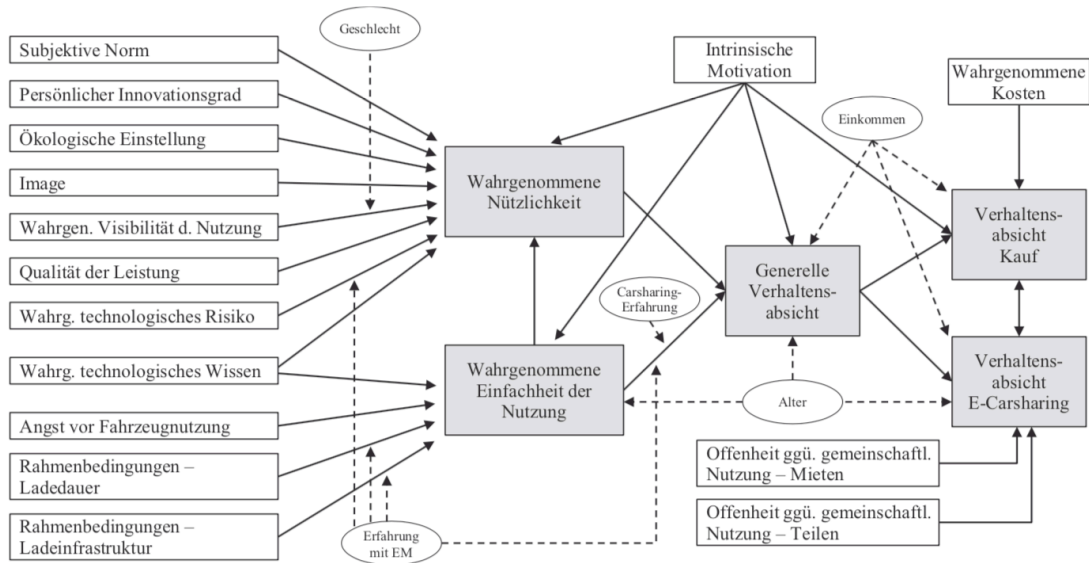 Geschlecht
Subjektive Norm
Persönlicher Innovationsgrad
Ökologische Einstellung
Image
Wahrgen. Visibilität d. Nutzung
Qualität der Leistung
Wahrg. technologisches Risiko
Wahrg. technologisches Wissen
Angst vor Fahrzeugnutzung
Rahmenbedingungen –
Ladedauer
Rahmenbedingungen –
Ladeinfrastruktur
Erfahrung
mit EM
Wahrgenommene
Nützlichkeit
Wahrgenommene
Einfachheit der
Nutzung
Carsharing-
Erfahrung
Intrinsische
Motivation
Generelle
Verhaltens-
absicht
Alter
Einkommen
Wahrgenommene
Kosten
Verhaltens-
absicht
Kauf
Verhaltens-
absicht
E-Carsharing
Offenheit ggü. gemeinschaftl.
Nutzung – Mieten
Offenheit ggü. gemeinschaftl.
Nutzung – Teilen